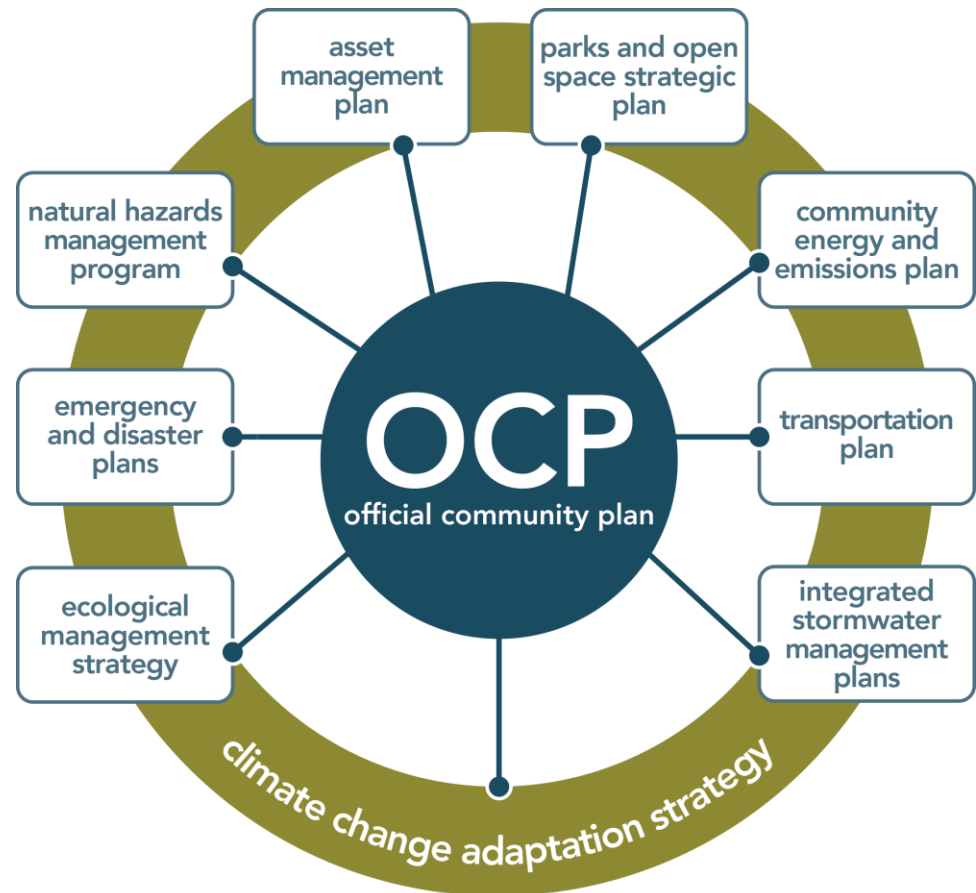 asset
management
plan
parks and open
space strategic
plan
natural hazards
management
program
community
energy and
emissions plan
emergency
and disaster
plans
OCP
official community plan
transportation
plan
ecological
management
strategy
integrated
stormwater
management
plans
climate change adaptation strategy